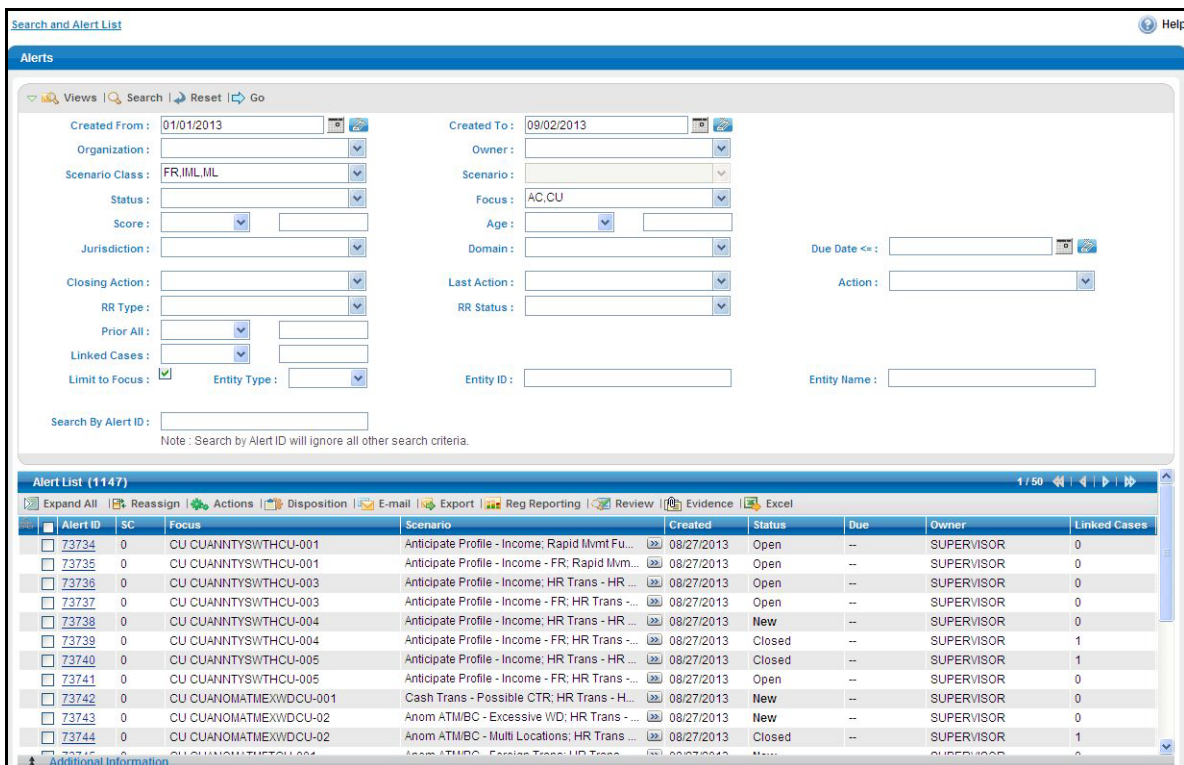 Search and Alert List Help
Alerts
Views | Search | Reset | Go
Created From : 01/01/2013 Created To : 09/02/2013
Organization : Owner :
Scenario Class : FR,IML,ML Scenario :
Status : Focus : AC,CU
Score : Age :
Jurisdiction : Domain : Due Date <= :
Closing Action : Last Action : Action :
RR Type : RR Status :
Prior All :
Linked Cases :
Limit to Focus : Entity Type : Entity ID : Entity Name :
Search By Alert ID :
Note : Search by Alert ID will ignore all other search criteria.
Alert List (1147) 1 / 50
Expand All | Reassign | Actions | Disposition | E-mail | Export | Reg Reporting | Review | Evidence | Excel
Alert ID SC Focus Scenario Created Status Due Owner Linked Cases
73734 0 CU CUANNTYSWTHCU-001 Anticipate Profile - Income; Rapid Mvmt Fu... 08/27/2013 Open -- SUPERVISOR 0
73735 0 CU CUANNTYSWTHCU-001 Anticipate Profile - Income - FR; Rapid Mvm... 08/27/2013 Open -- SUPERVISOR 0
73736 0 CU CUANNTYSWTHCU-003 Anticipate Profile - Income; HR Trans - HR ... 08/27/2013 Open -- SUPERVISOR 0
73737 0 CU CUANNTYSWTHCU-003 Anticipate Profile - Income - FR; HR Trans -... 08/27/2013 Open -- SUPERVISOR 0
73738 0 CU CUANNTYSWTHCU-004 Anticipate Profile - Income; HR Trans - HR ... 08/27/2013 New -- SUPERVISOR 0
73739 0 CU CUANNTYSWTHCU-004 Anticipate Profile - Income - FR; HR Trans -... 08/27/2013 Closed -- SUPERVISOR 1
73740 0 CU CUANNTYSWTHCU-005 Anticipate Profile - Income; HR Trans - HR ... 08/27/2013 Closed -- SUPERVISOR 1
73741 0 CU CUANNTYSWTHCU-005 Anticipate Profile - Income - FR; HR Trans -... 08/27/2013 Open -- SUPERVISOR 0
73742 0 CU CUANOMATMEXWDCU-001 Cash Trans - Possible CTR; HR Trans - H... 08/27/2013 New -- SUPERVISOR 0
73743 0 CU CUANOMATMEXWDCU-02 Anom ATM/BC - Excessive WD; HR Trans - ... 08/27/2013 New -- SUPERVISOR 0
73744 0 CU CUANOMATMEXWDCU-02 Anom ATM/BC - Multi Locations; HR Trans - ... 08/27/2013 Closed -- SUPERVISOR 1
Additional Information